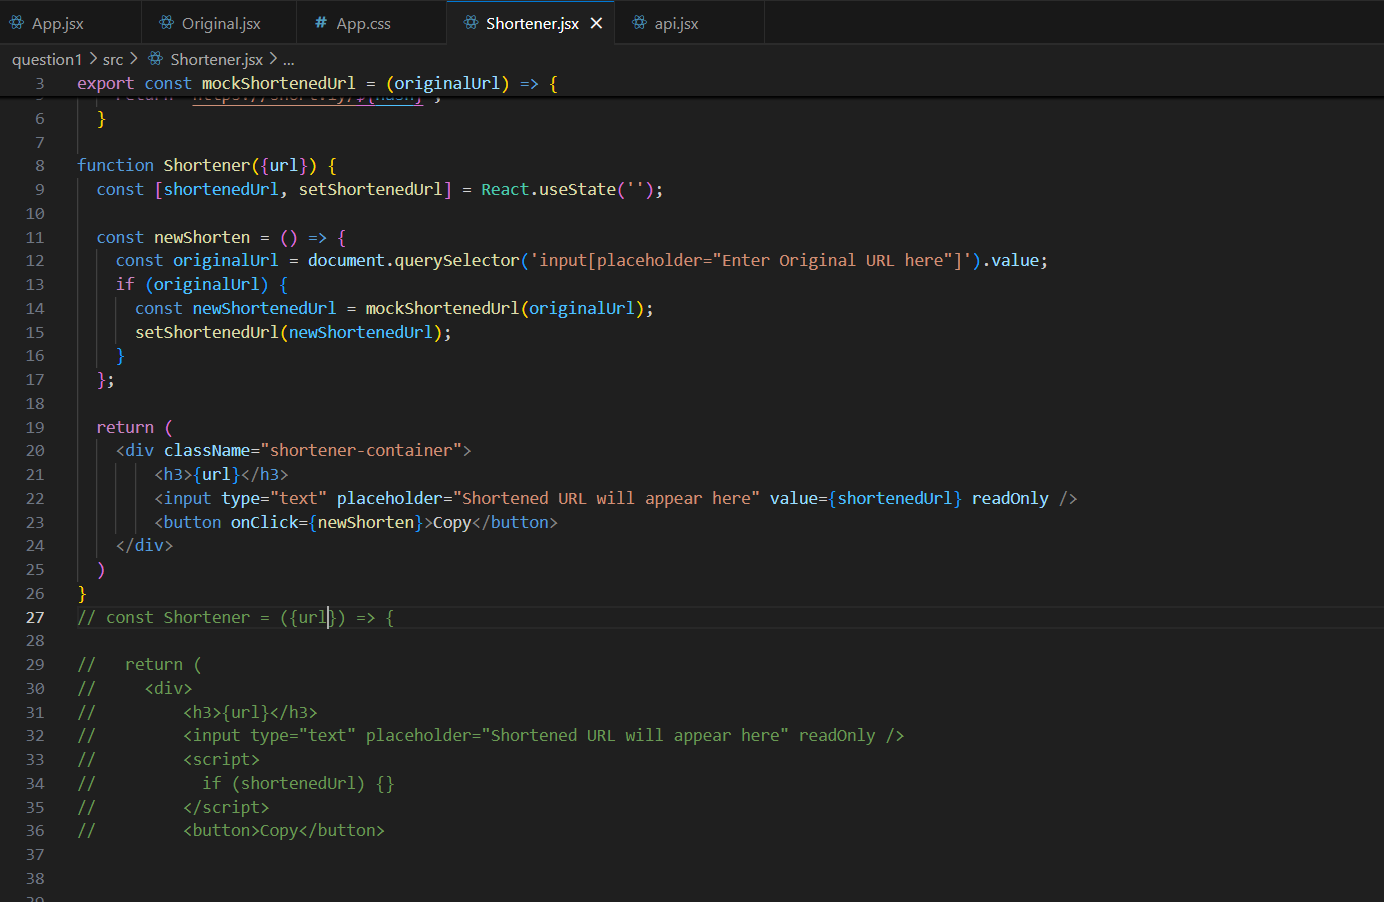 App.jsx Original.jsx # App.css Shortener.jsx × api.jsx
question1 > src > Shortener.jsx > ...
3 export const mockShortenedUrl = (originalUrl) => {
return `https://short.ly/${hash}`;
6 }
7
8 function Shortener({url}) {
9 const [shortenedUrl, setShortenedUrl] = React.useState('');
10
11 const newShorten = () => {
12 const originalUrl = document.querySelector('input[placeholder="Enter Original URL here"]').value;
13 if (originalUrl) {
14 const newShortenedUrl = mockShortenedUrl(originalUrl);
15 setShortenedUrl(newShortenedUrl);
16 }
17 };
18
19 return (
20 <div className="shortener-container">
21 <h3>{url}</h3>
22 <input type="text" placeholder="Shortened URL will appear here" value={shortenedUrl} readOnly />
23 <button onClick={newShorten}>Copy</button>
24 </div>
25 )
26 }
27 // const Shortener = ({url}) => {
28
29 // return (
30 // <div>
31 // <h3>{url}</h3>
32 // <input type="text" placeholder="Shortened URL will appear here" readOnly />
33 // <script>
34 // if (shortenedUrl) {}
35 // </script>
36 // <button>Copy</button>
37
38